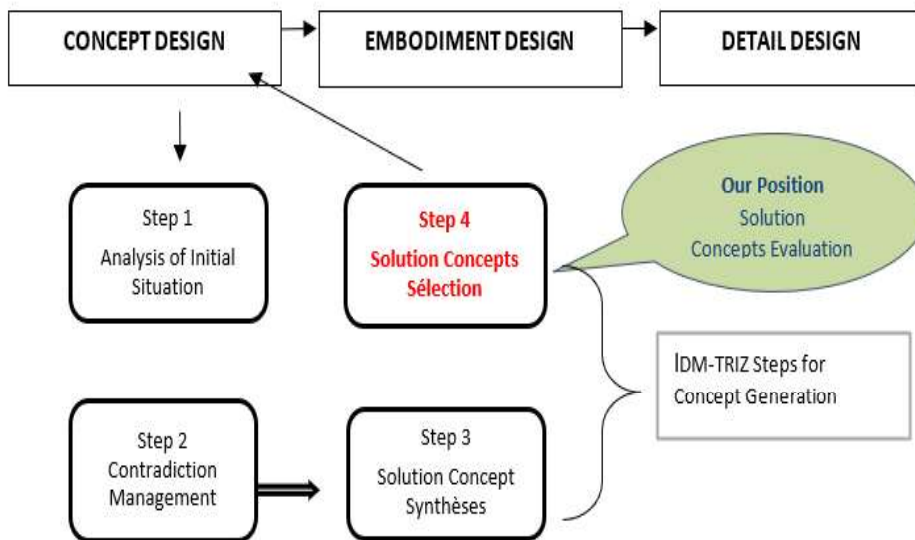 CONCEPT DESIGN
EMBODIMENT DESIGN
DETAIL DESIGN
Step 1
Analysis of Initial
Situation
Step 4
Solution Concepts
Sélection
Our Position
Solution
Concepts Evaluation
IDM-TRIZ Steps for
Concept Generation
Step 2
Contradiction
Management
Step 3
Solution Concept
Synthèses